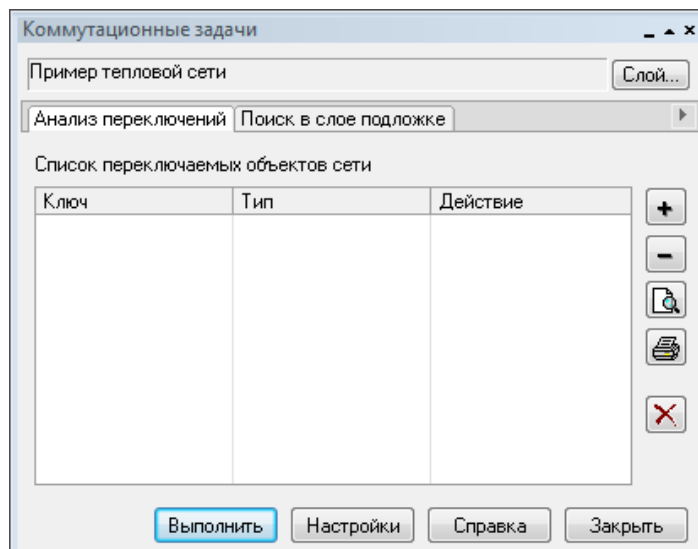 Коммутационные задачи
Пример тепловой сети
Слой...
Анализ переключений Поиск в слое подложке
Список переключаемых объектов сети
Ключ Тип Действие
Выполнить Настройки Справка Закрыть